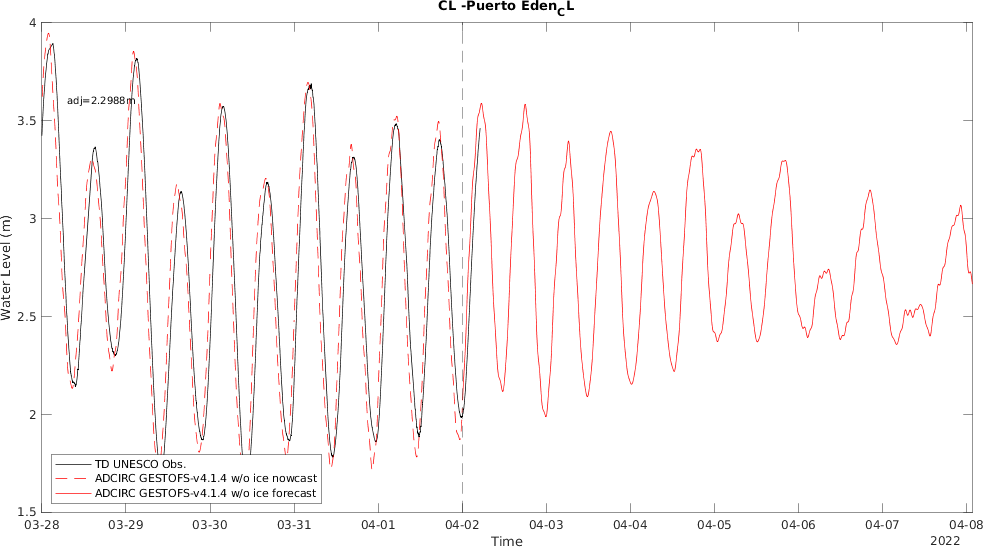 CL -Puerto Eden_CL
4
adj=2.2988m
3.5
3
Water Level (m)
2.5
2
TD UNESCO Obs.
ADCIRC GESTOFS-v4.1.4 w/o ice nowcast
ADCIRC GESTOFS-v4.1.4 w/o ice forecast
1.5
03-28 03-29 03-30 03-31 04-01 04-02 04-03 04-04 04-05 04-06 04-07 04-08
Time
2022